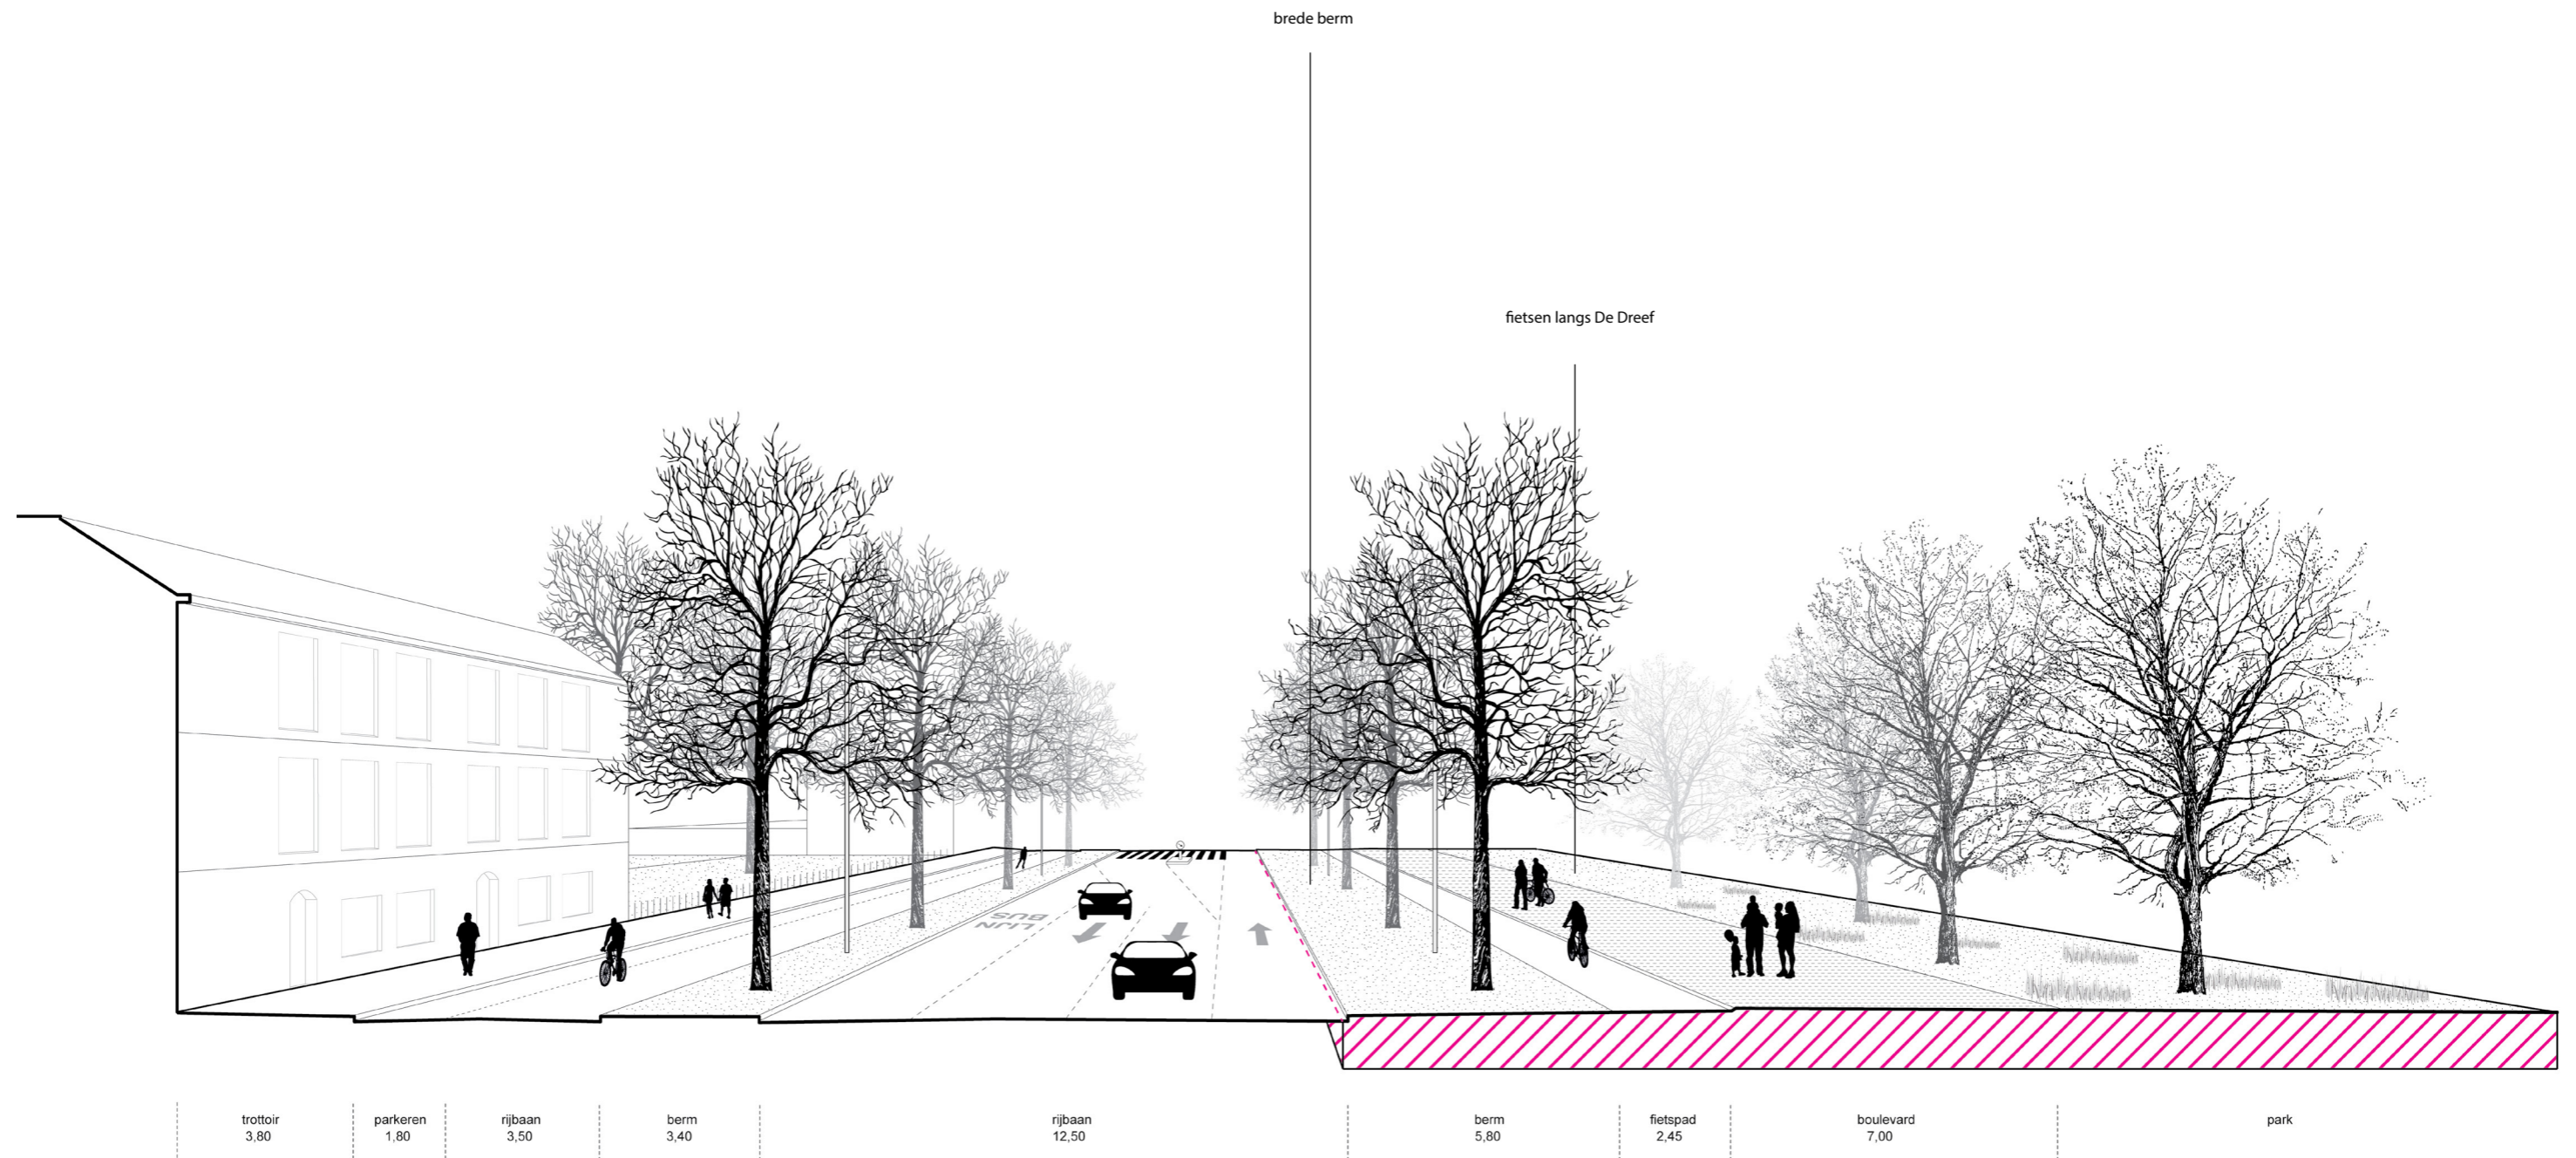 brede berm
fietsen langs De Dreef
BUS
LIJN
trottoir
3,80
parkeren
1,80
rijbaan
3,50
berm
3,40
rijbaan
12,50
berm
5,80
fietspad
2,45
boulevard
7,00
park